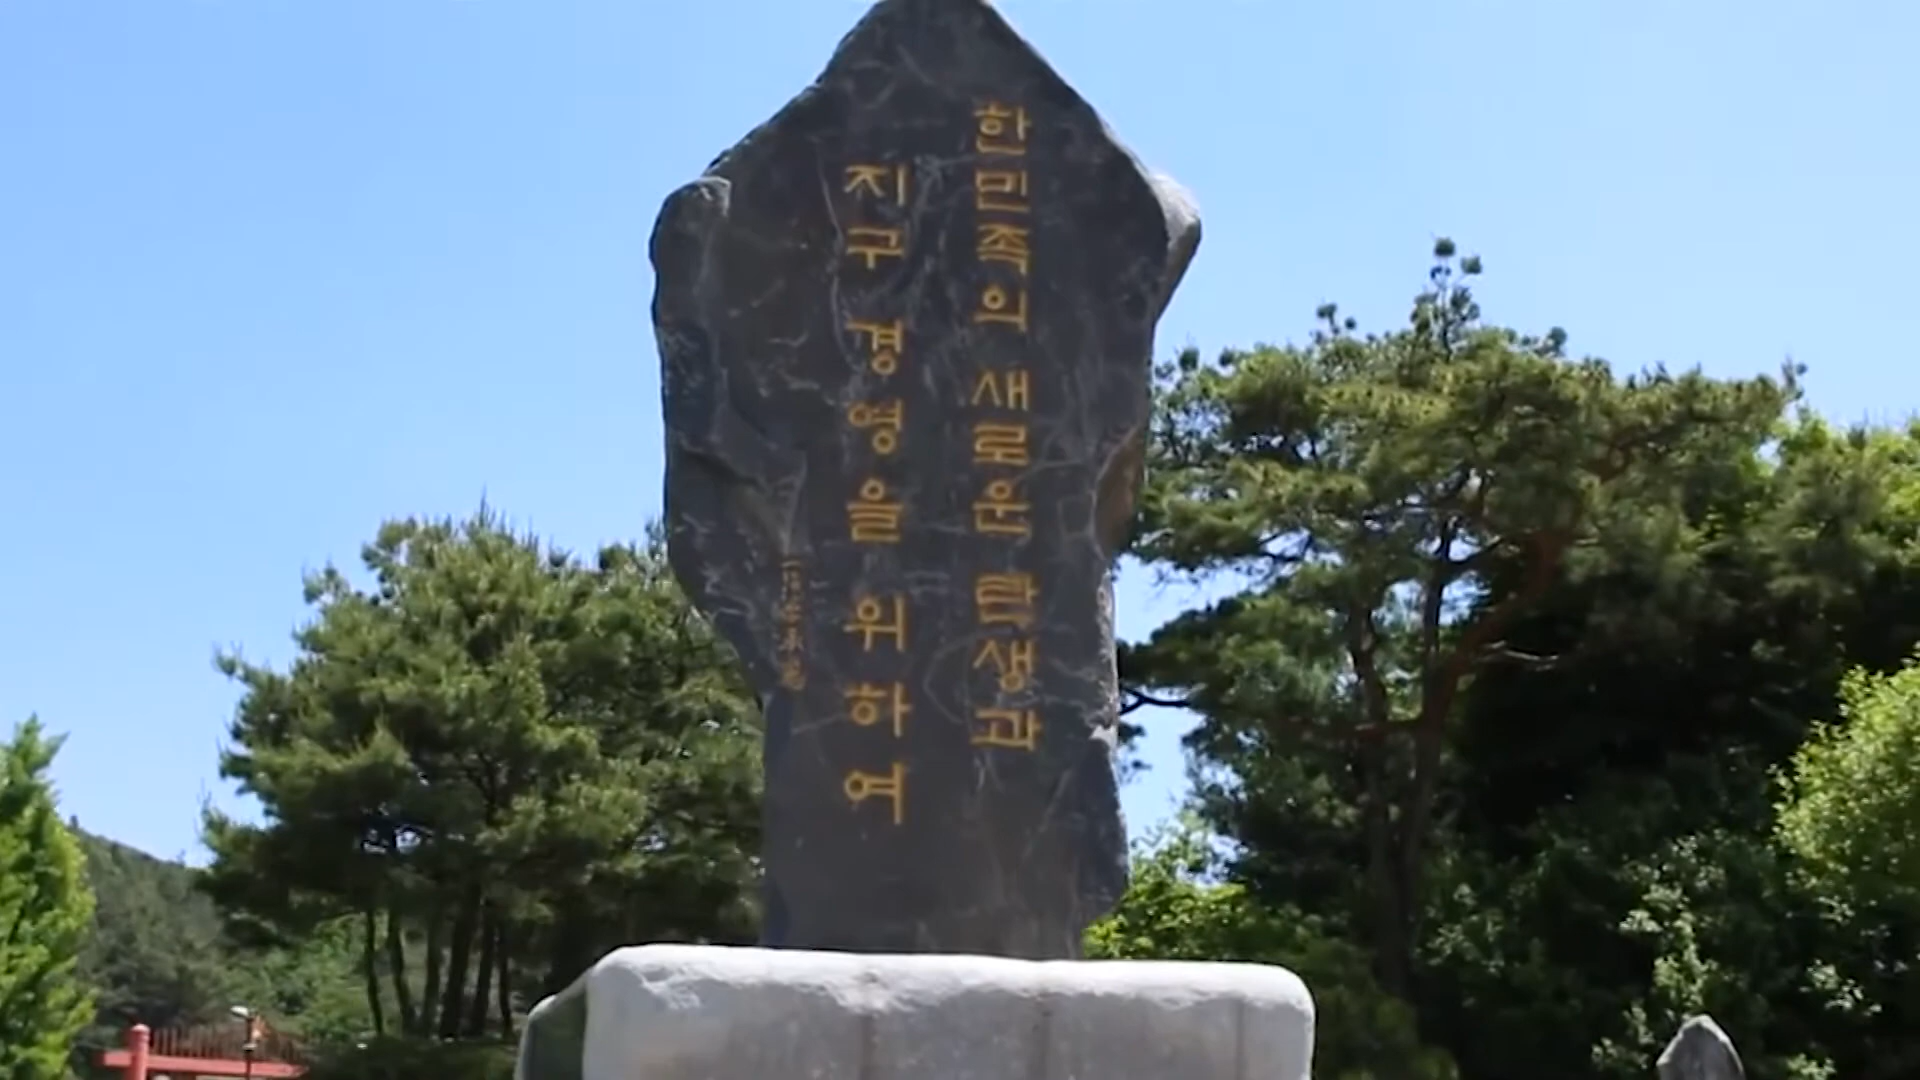 한민족의 새로운 탄생과
지구 경영을 위하여